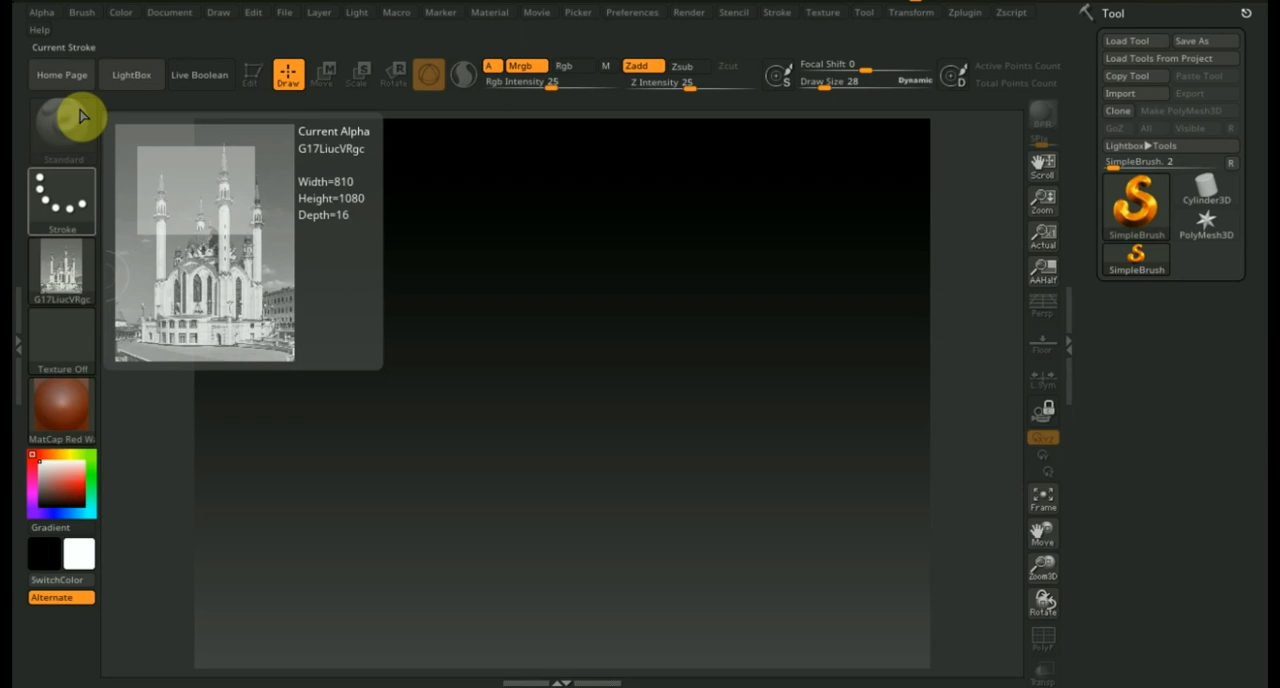 Alpha Brush Color Document Draw Edit File Layer Light Macro Marker Material Movie Picker Preferences Render Stencil Stroke Texture Tool Transform Zplugin Zscript
Help
Current Stroke
Home Page
LightBox
Live Boolean
Edit
Draw
Move
Scale
Rotate
A
Mrgb
Rgb
M
Rgb Intensity 25
Zadd
Zsub
Zcut
Z Intensity 25
Focal Shift 0
Draw Size 28
Dynamic
S
D
Active Points Count
Total Points Count
Standard
Stroke
G17LiucVRgc
Texture Off
MatCap Red W
Gradient
SwitchColor
Alternate
Current Alpha
G17LiucVRgc
Width=810
Height=1080
Depth=16
BPR
SPix
Scroll
Zoom
Actual
AAHalf
Persp
Floor
L.Sym
Frame
Move
Zoom3D
Rotate
PolyF
Transp
Tool
Load Tool
Save As
Load Tools From Project
Copy Tool
Paste Tool
Import
Export
Clone
Make PolyMesh3D
GoZ
All
Visible
R
Lightbox▶Tools
SimpleBrush. 2
R
SimpleBrush
Cylinder3D
PolyMesh3D
SimpleBrush